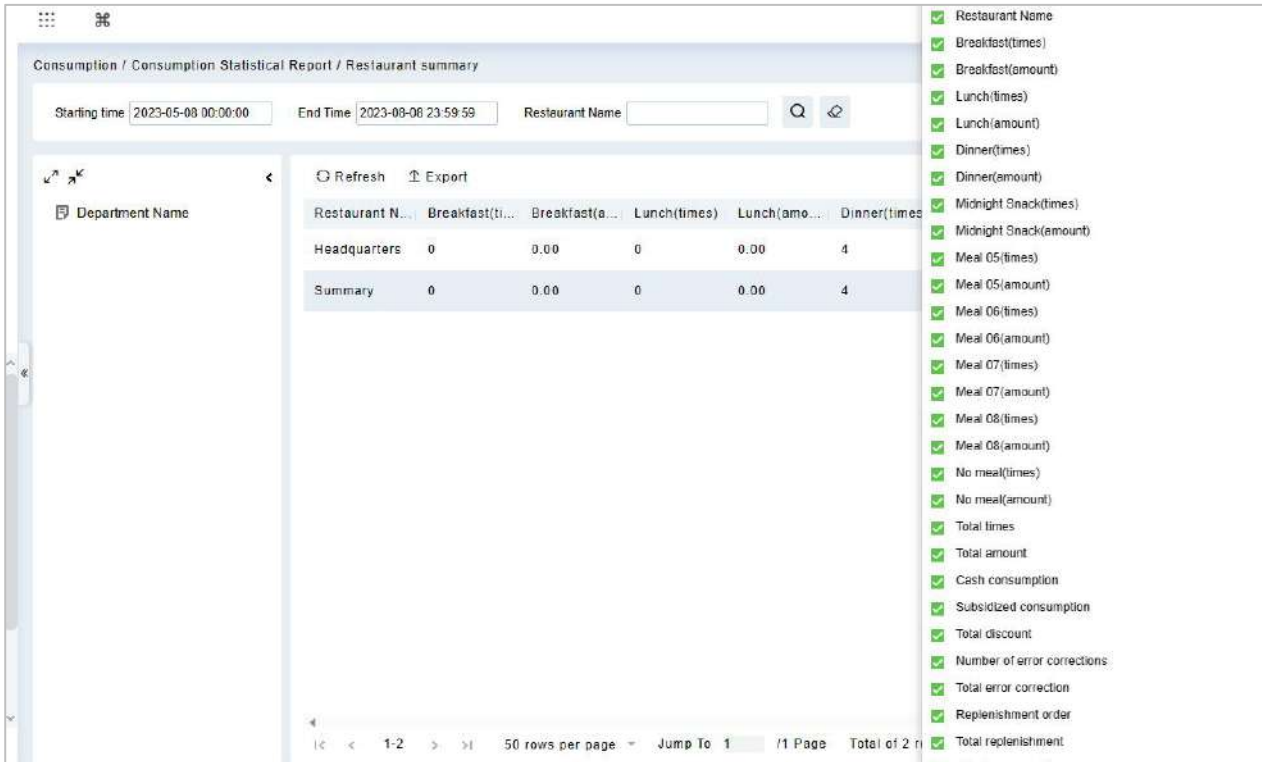 Consumption / Consumption Statistical Report / Restaurant summary
Starting time 2023-05-08 00:00:00 End Time 2023-08-08 23:59:59 Restaurant Name
Department Name
Refresh Export
Restaurant N... Breakfast(ti... Breakfast(a... Lunch(times) Lunch(amo... Dinner(times
Headquarters 0 0.00 0 0.00 4
Summary 0 0.00 0 0.00 4
1-2 50 rows per page Jump To 1 /1 Page Total of 2 r
Restaurant Name
Breakfast(times)
Breakfast(amount)
Lunch(times)
Lunch(amount)
Dinner(times)
Dinner(amount)
Midnight Snack(times)
Midnight Snack(amount)
Meal 05(times)
Meal 05(amount)
Meal 06(times)
Meal 06(amount)
Meal 07(times)
Meal 07(amount)
Meal 08(times)
Meal 08(amount)
No meal(times)
No meal(amount)
Total times
Total amount
Cash consumption
Subsidized consumption
Total discount
Number of error corrections
Total error correction
Replenishment order
Total replenishment